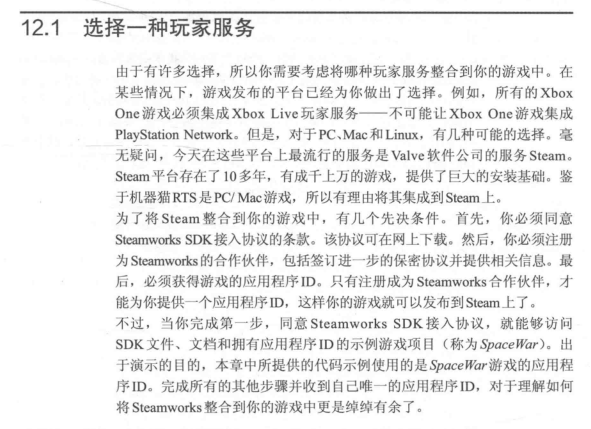 12.1 选择一种玩家服务
由于有许多选择，所以你需要考虑将哪种玩家服务整合到你的游戏中。在
某些情况下，游戏发布的平台已经为你做出了选择。例如，所有的Xbox
One游戏必须集成Xbox Live玩家服务——不可能让Xbox One游戏集成
PlayStation Network。但是，对于PC、Mac和Linux，有几种可能的选择。毫
无疑问，今天在这些平台上最流行的服务是Valve软件公司的服务Steam。
Steam平台存在了10多年，有成千上万的游戏，提供了巨大的安装基础。鉴
于机器猫RTS是PC/ Mac游戏，所以有理由将其集成到Steam上。
为了将Steam整合到你的游戏中，有几个先决条件。首先，你必须同意
Steamworks SDK接入协议的条款。该协议可在网上下载。然后，你必须注册
为Steamworks的合作伙伴，包括签订进一步的保密协议并提供相关信息。最
后，必须获得游戏的应用程序ID。只有注册成为Steamworks合作伙伴，才
能为你提供一个应用程序ID，这样你的游戏就可以发布到Steam上了。
不过，当你完成第一步，同意Steamworks SDK接入协议，就能够访问
SDK文件、文档和拥有应用程序ID的示例游戏项目（称为SpaceWar）。出
于演示的目的，本章中所提供的代码示例使用的是SpaceWar游戏的应用程
序ID。完成所有的其他步骤并收到自己唯一的应用程序ID，对于理解如何
将Steamworks整合到你的游戏中更是绰绰有余了。